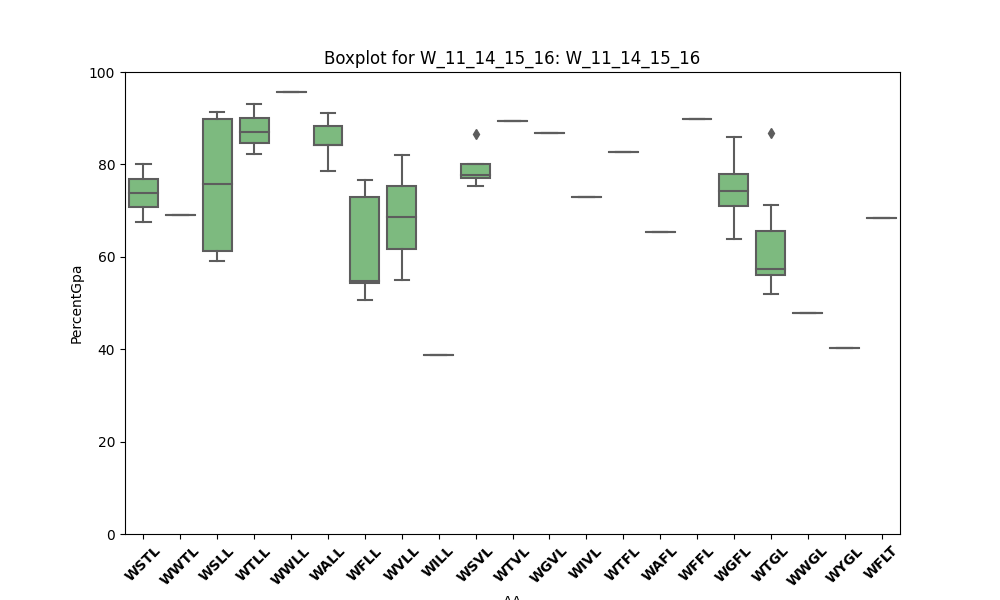 Boxplot for W_11_14_15_16: W_11_14_15_16
PercentGpa
100
80
60
40
20
0
WSTL WWTL WSLL WTLL WWLL WALL WFLL WVLL WILL WSVL WTVL WGVL WIVL WTFL WAFL WFFL WGFL WTGL WWGL WYGL WFLT
AA